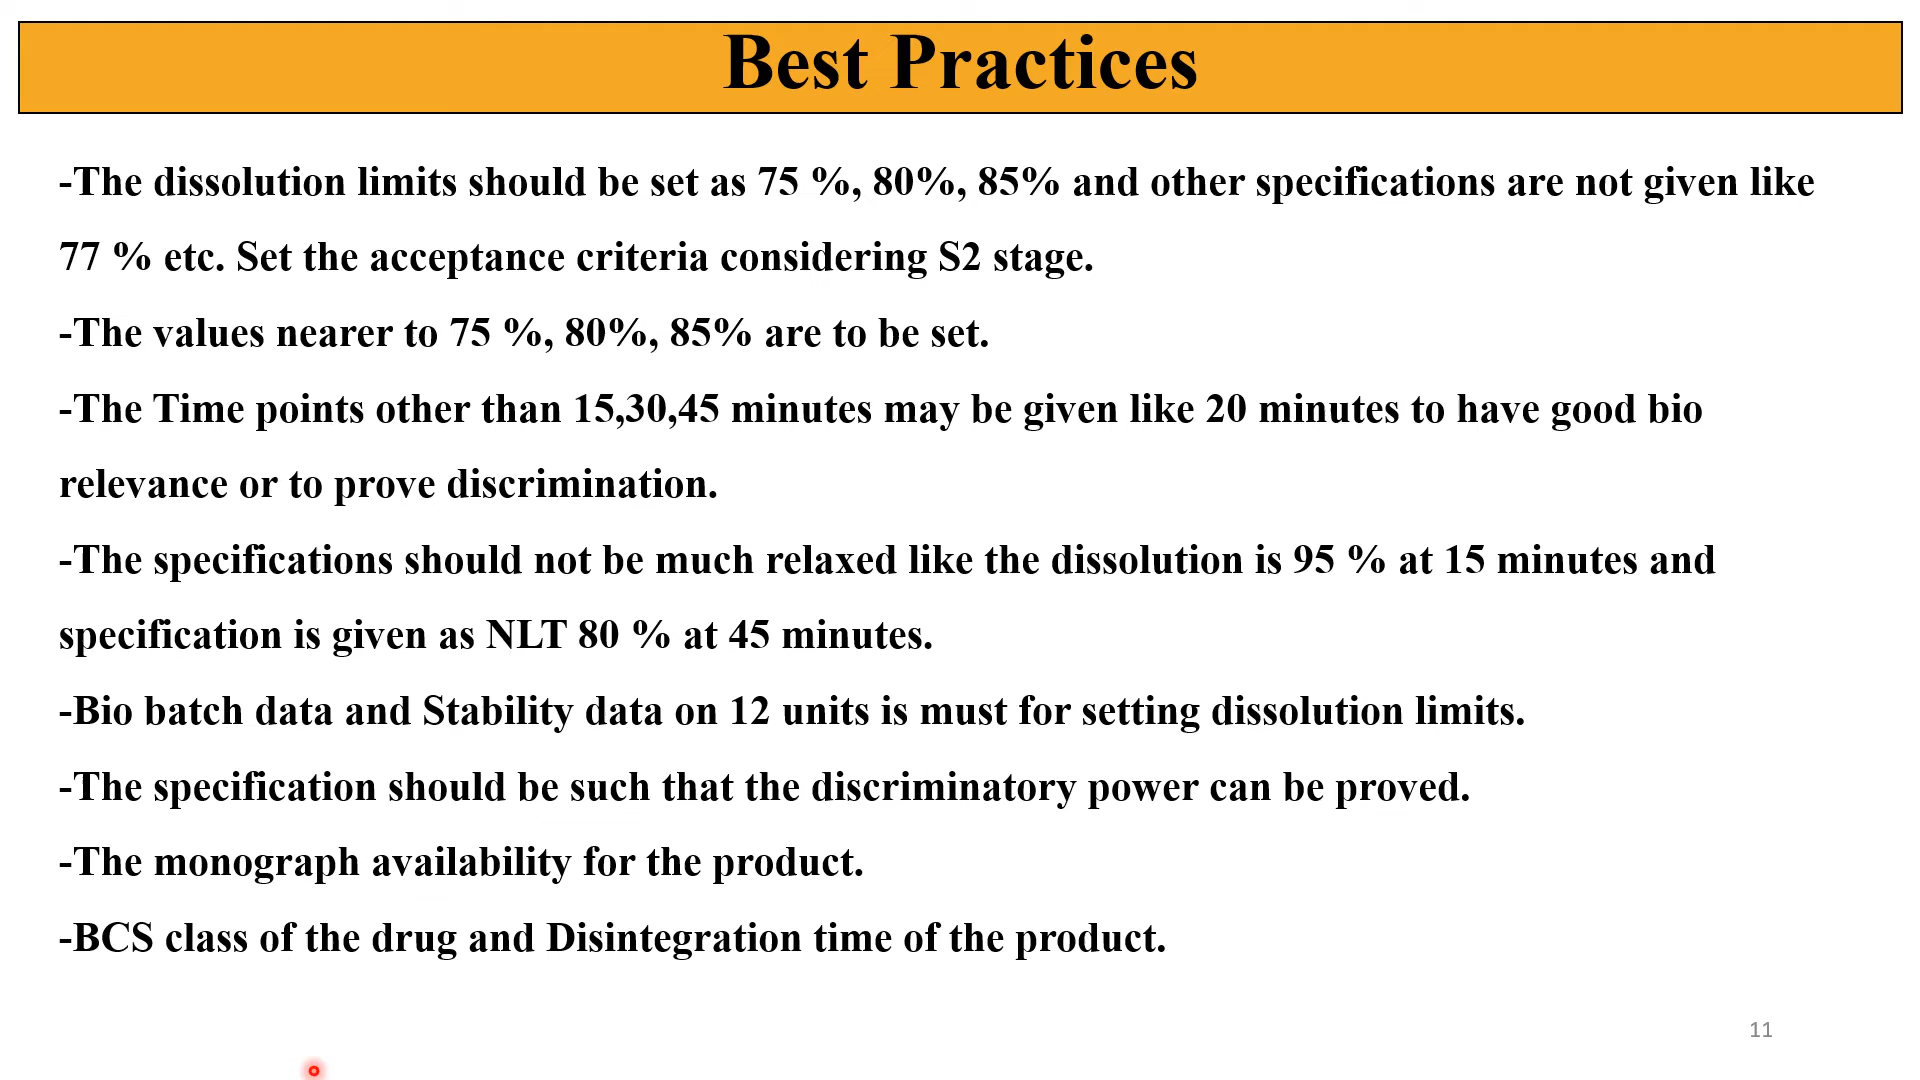 Best Practices
-The dissolution limits should be set as 75 %, 80%, 85% and other specifications are not given like
77 % etc. Set the acceptance criteria considering S2 stage.
-The values nearer to 75 %, 80%, 85% are to be set.
-The Time points other than 15,30,45 minutes may be given like 20 minutes to have good bio
relevance or to prove discrimination.
-The specifications should not be much relaxed like the dissolution is 95 % at 15 minutes and
specification is given as NLT 80 % at 45 minutes.
-Bio batch data and Stability data on 12 units is must for setting dissolution limits.
-The specification should be such that the discriminatory power can be proved.
-The monograph availability for the product.
-BCS class of the drug and Disintegration time of the product.
11